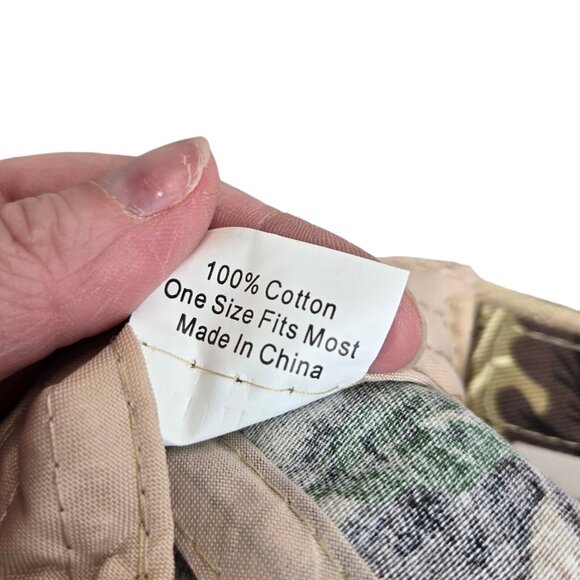 100% Cotton
One Size Fits Most
Made In China